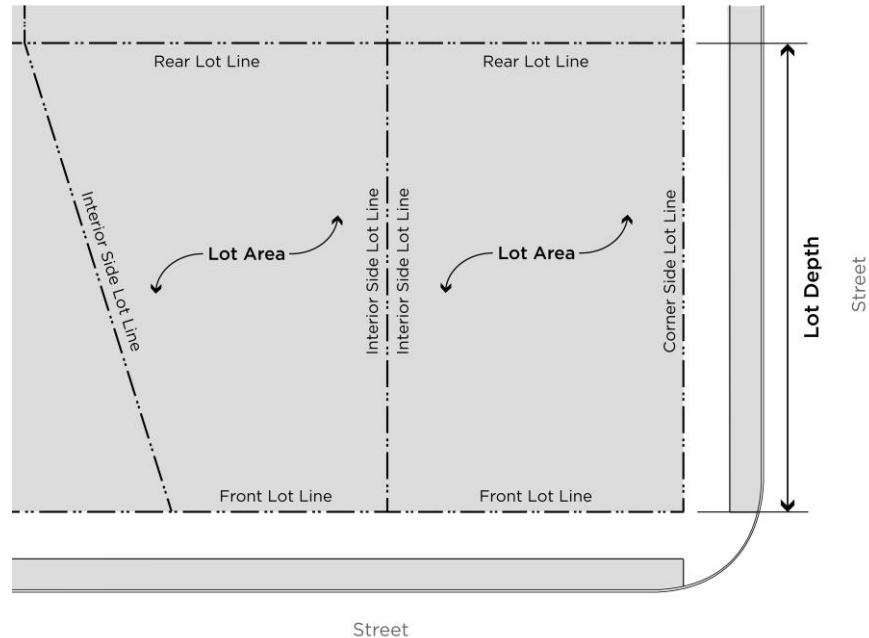 Rear Lot Line
Rear Lot Line
Interior Side Lot Line
Lot Area
Interior Side Lot Line
Interior Side Lot Line
Lot Area
Corner Side Lot Line
Lot Depth
Street
Front Lot Line
Front Lot Line
Street